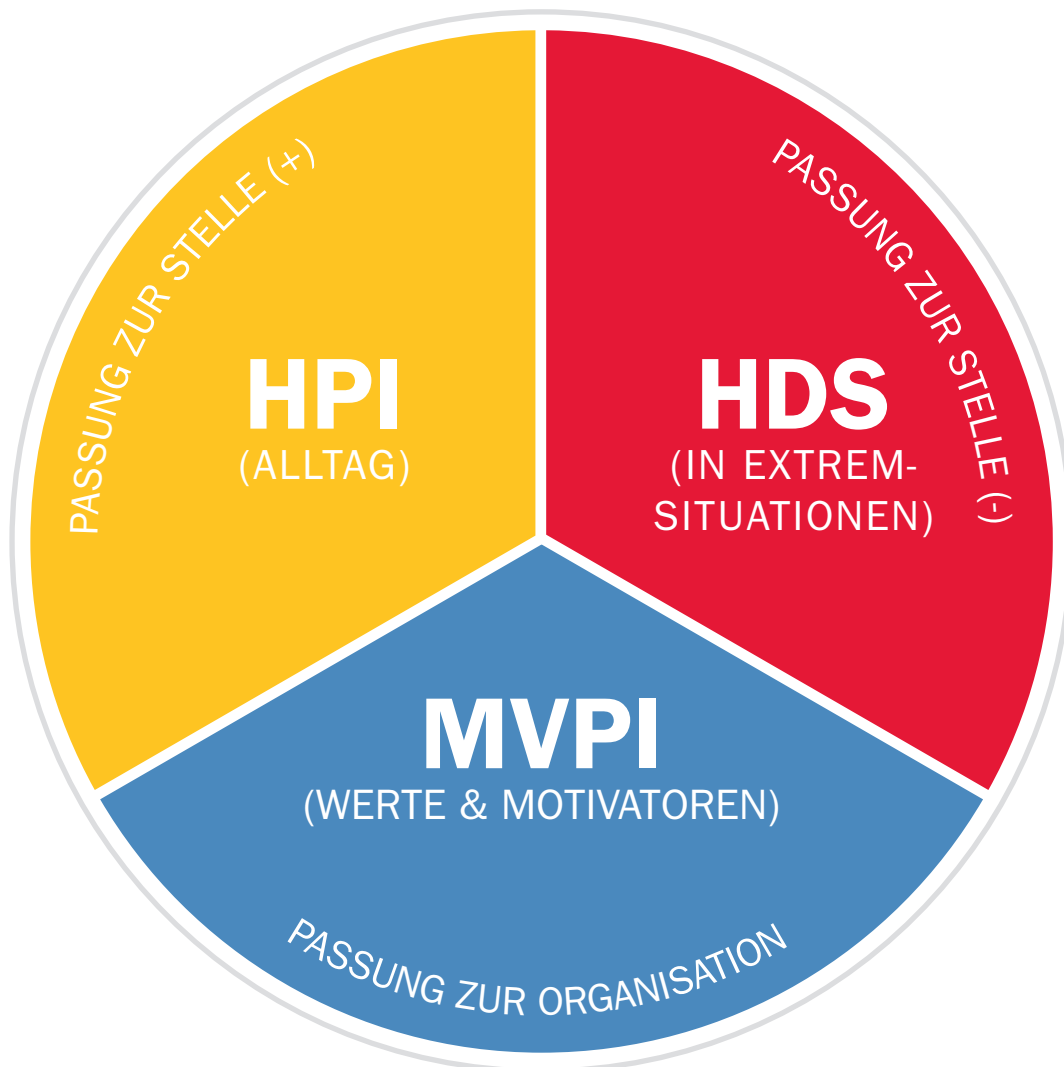 PASSUNG ZUR STELLE (+)
HPI
(ALLTAG)
PASSUNG ZUR STELLE (-)
HDS
(IN EXTREM-
SITUATIONEN)
MVPI
(WERTE & MOTIVATOREN)
PASSUNG ZUR ORGANISATION